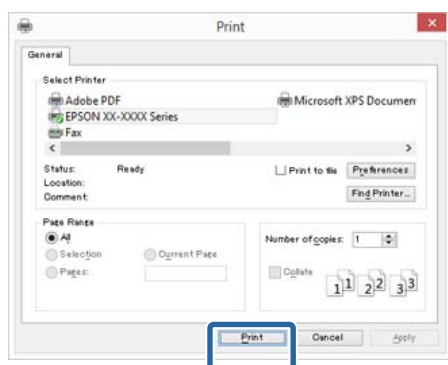 Print
General
Select Printer
Adobe PDF
Microsoft XPS Documen
EPSON XX-XXXX Series
Fax
Status: Ready
Print to file Preferences
Location:
Comment:
Find Printer...
Page Range
All
Number of copies: 1
Selection Current Page
Pages:
Collate
1 1 2 2 3 3
Print Cancel Apply